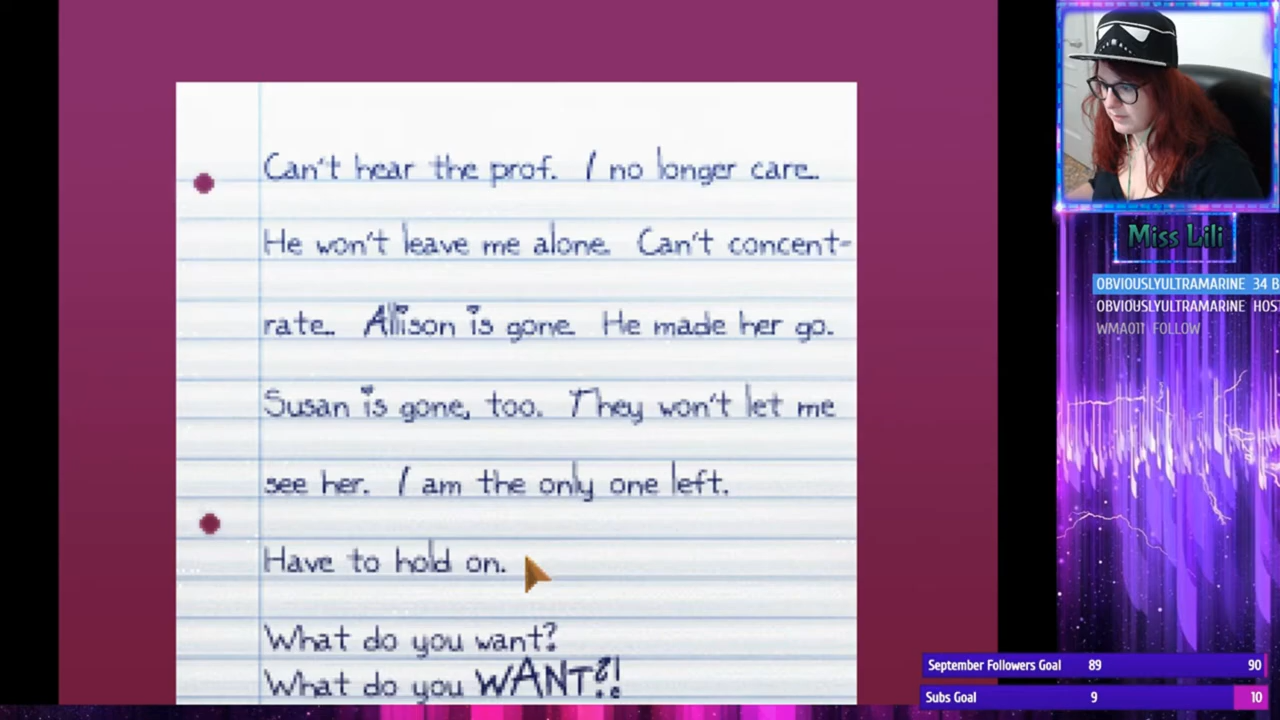 Can't hear the prof. I no longer care.
He won't leave me alone. Can't concent-
rate. Allison is gone. He made her go.
Susan is gone, too. They won't let me
see her. I am the only one left.
Have to hold on.
What do you want?
What do you WANT?!
Miss Lili
OBVIOUSLYULTRAMARINE 34 B
OBVIOUSLYULTRAMARINE HOS
WMA011 FOLLOW
September Followers Goal 89 90
Subs Goal 9 10